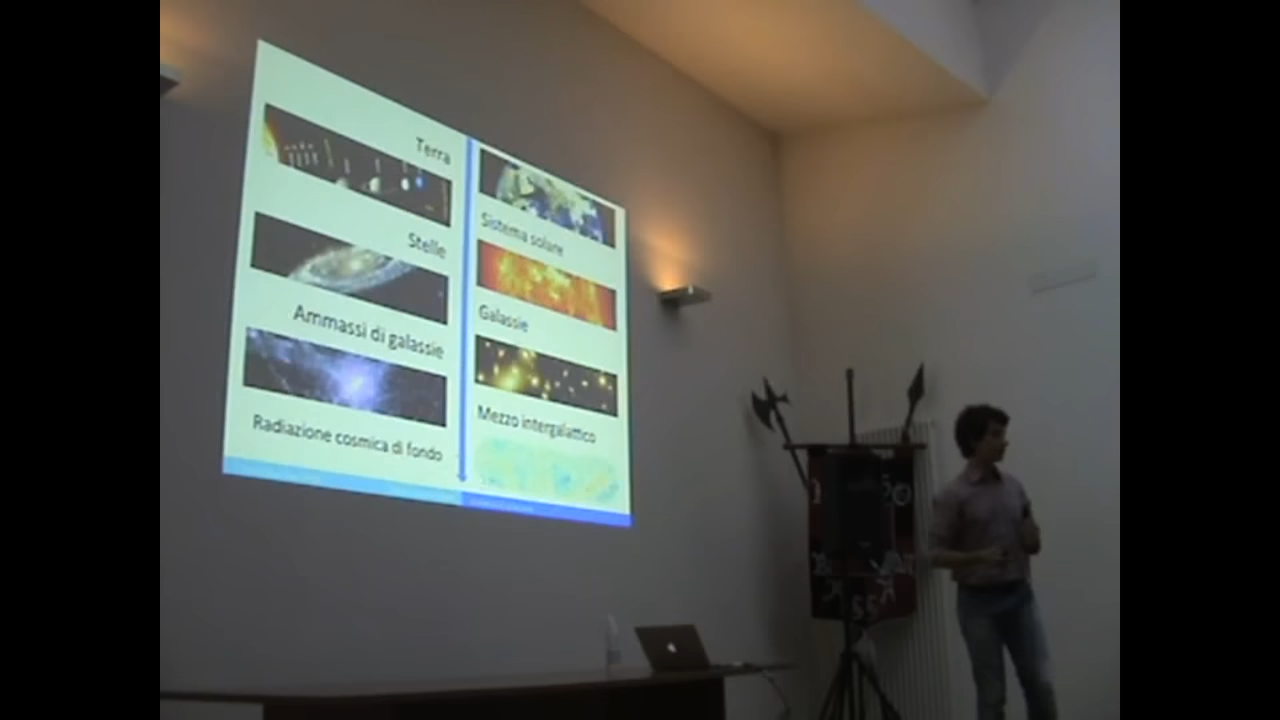 Terra
Sistema solare
Stelle
Galassie
Ammassi di galassie
Mezzo intergalattico
Radiazione cosmica di fondo